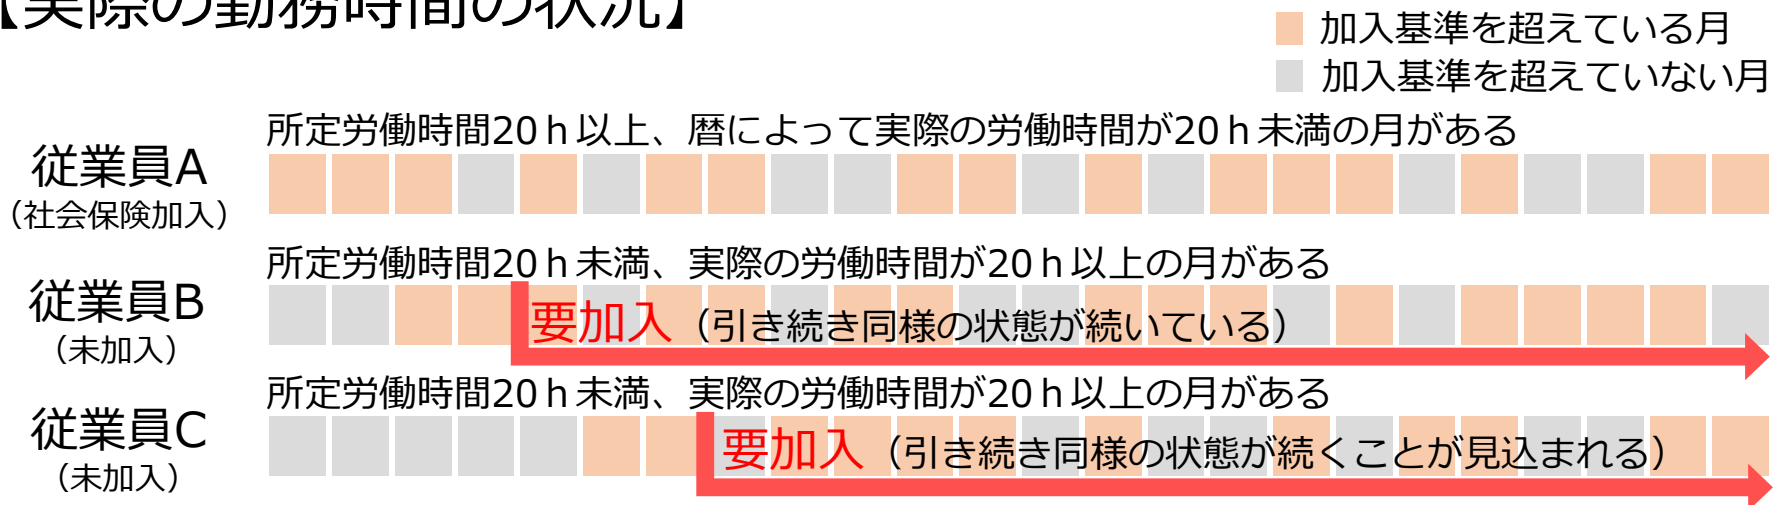 【実際の勤務時間の状況】
加入基準を超えている月
加入基準を超えていない月
所定労働時間20ｈ以上、暦によって実際の労働時間が20ｈ未満の月がある
従業員A
（社会保険加入）
所定労働時間20ｈ未満、実際の労働時間が20ｈ以上の月がある
従業員B
（未加入）
要加入（引き続き同様の状態が続いている）
所定労働時間20ｈ未満、実際の労働時間が20ｈ以上の月がある
従業員C
（未加入）
要加入（引き続き同様の状態が続くことが見込まれる）